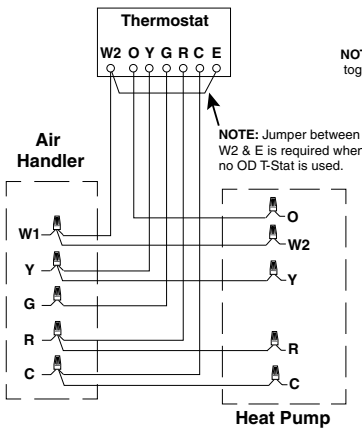 Thermostat
W2 O Y G R C E
NOT
tog
NOTE: Jumper between
W2 & E is required when
no OD T-Stat is used.
Air
Handler
W1
Y
G
R
C
O
W2
Y
R
C
Heat Pump